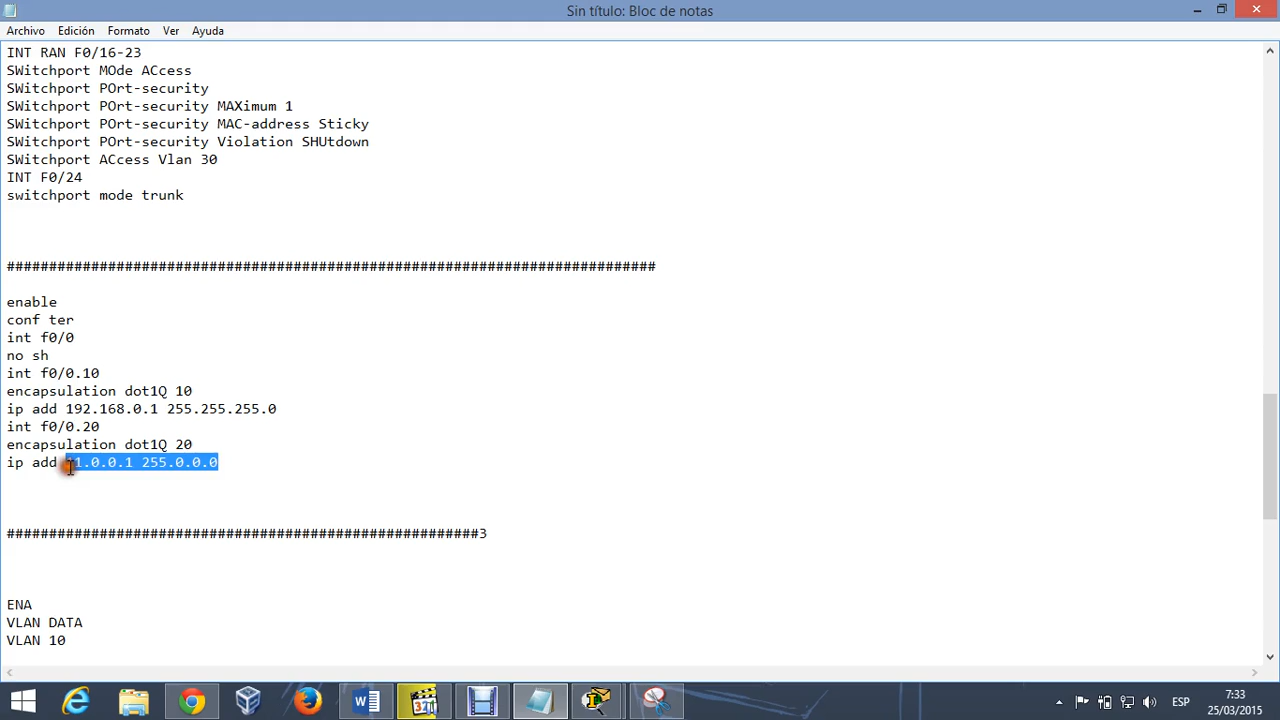 Sin título: Bloc de notas
Archivo Edición Formato Ver Ayuda
INT RAN F0/16-23
SWitchport MOde ACcess
SWitchport POrt-security
SWitchport POrt-security MAXimum 1
SWitchport POrt-security MAC-address Sticky
SWitchport POrt-security Violation SHUtdown
SWitchport ACcess Vlan 30
INT F0/24
switchport mode trunk
#############################################################################
enable
conf ter
int f0/0
no sh
int f0/0.10
encapsulation dot1Q 10
ip add 192.168.0.1 255.255.255.0
int f0/0.20
encapsulation dot1Q 20
ip add 255.0.0.0
########################################################3
ENA
VLAN DATA
VLAN 10
7:33
ESP
25/03/2015